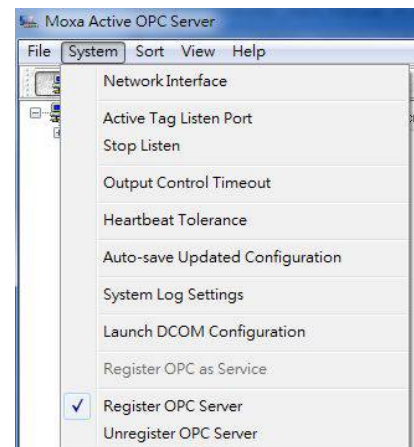 Moxa Active OPC Server
File System Sort View Help
Network Interface
Active Tag Listen Port
Stop Listen
Output Control Timeout
Heartbeat Tolerance
Auto-save Updated Configuration
System Log Settings
Launch DCOM Configuration
Register OPC as Service
Register OPC Server
Unregister OPC Server